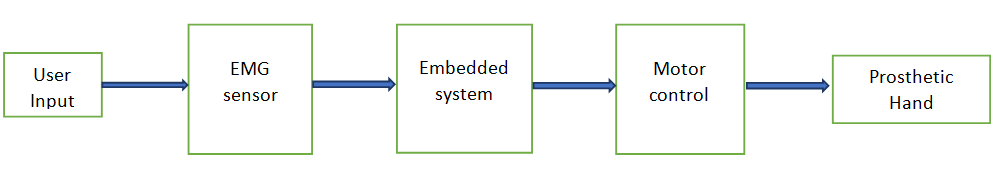 User
Input
EMG
sensor
Embedded
system
Motor
control
Prosthetic
Hand